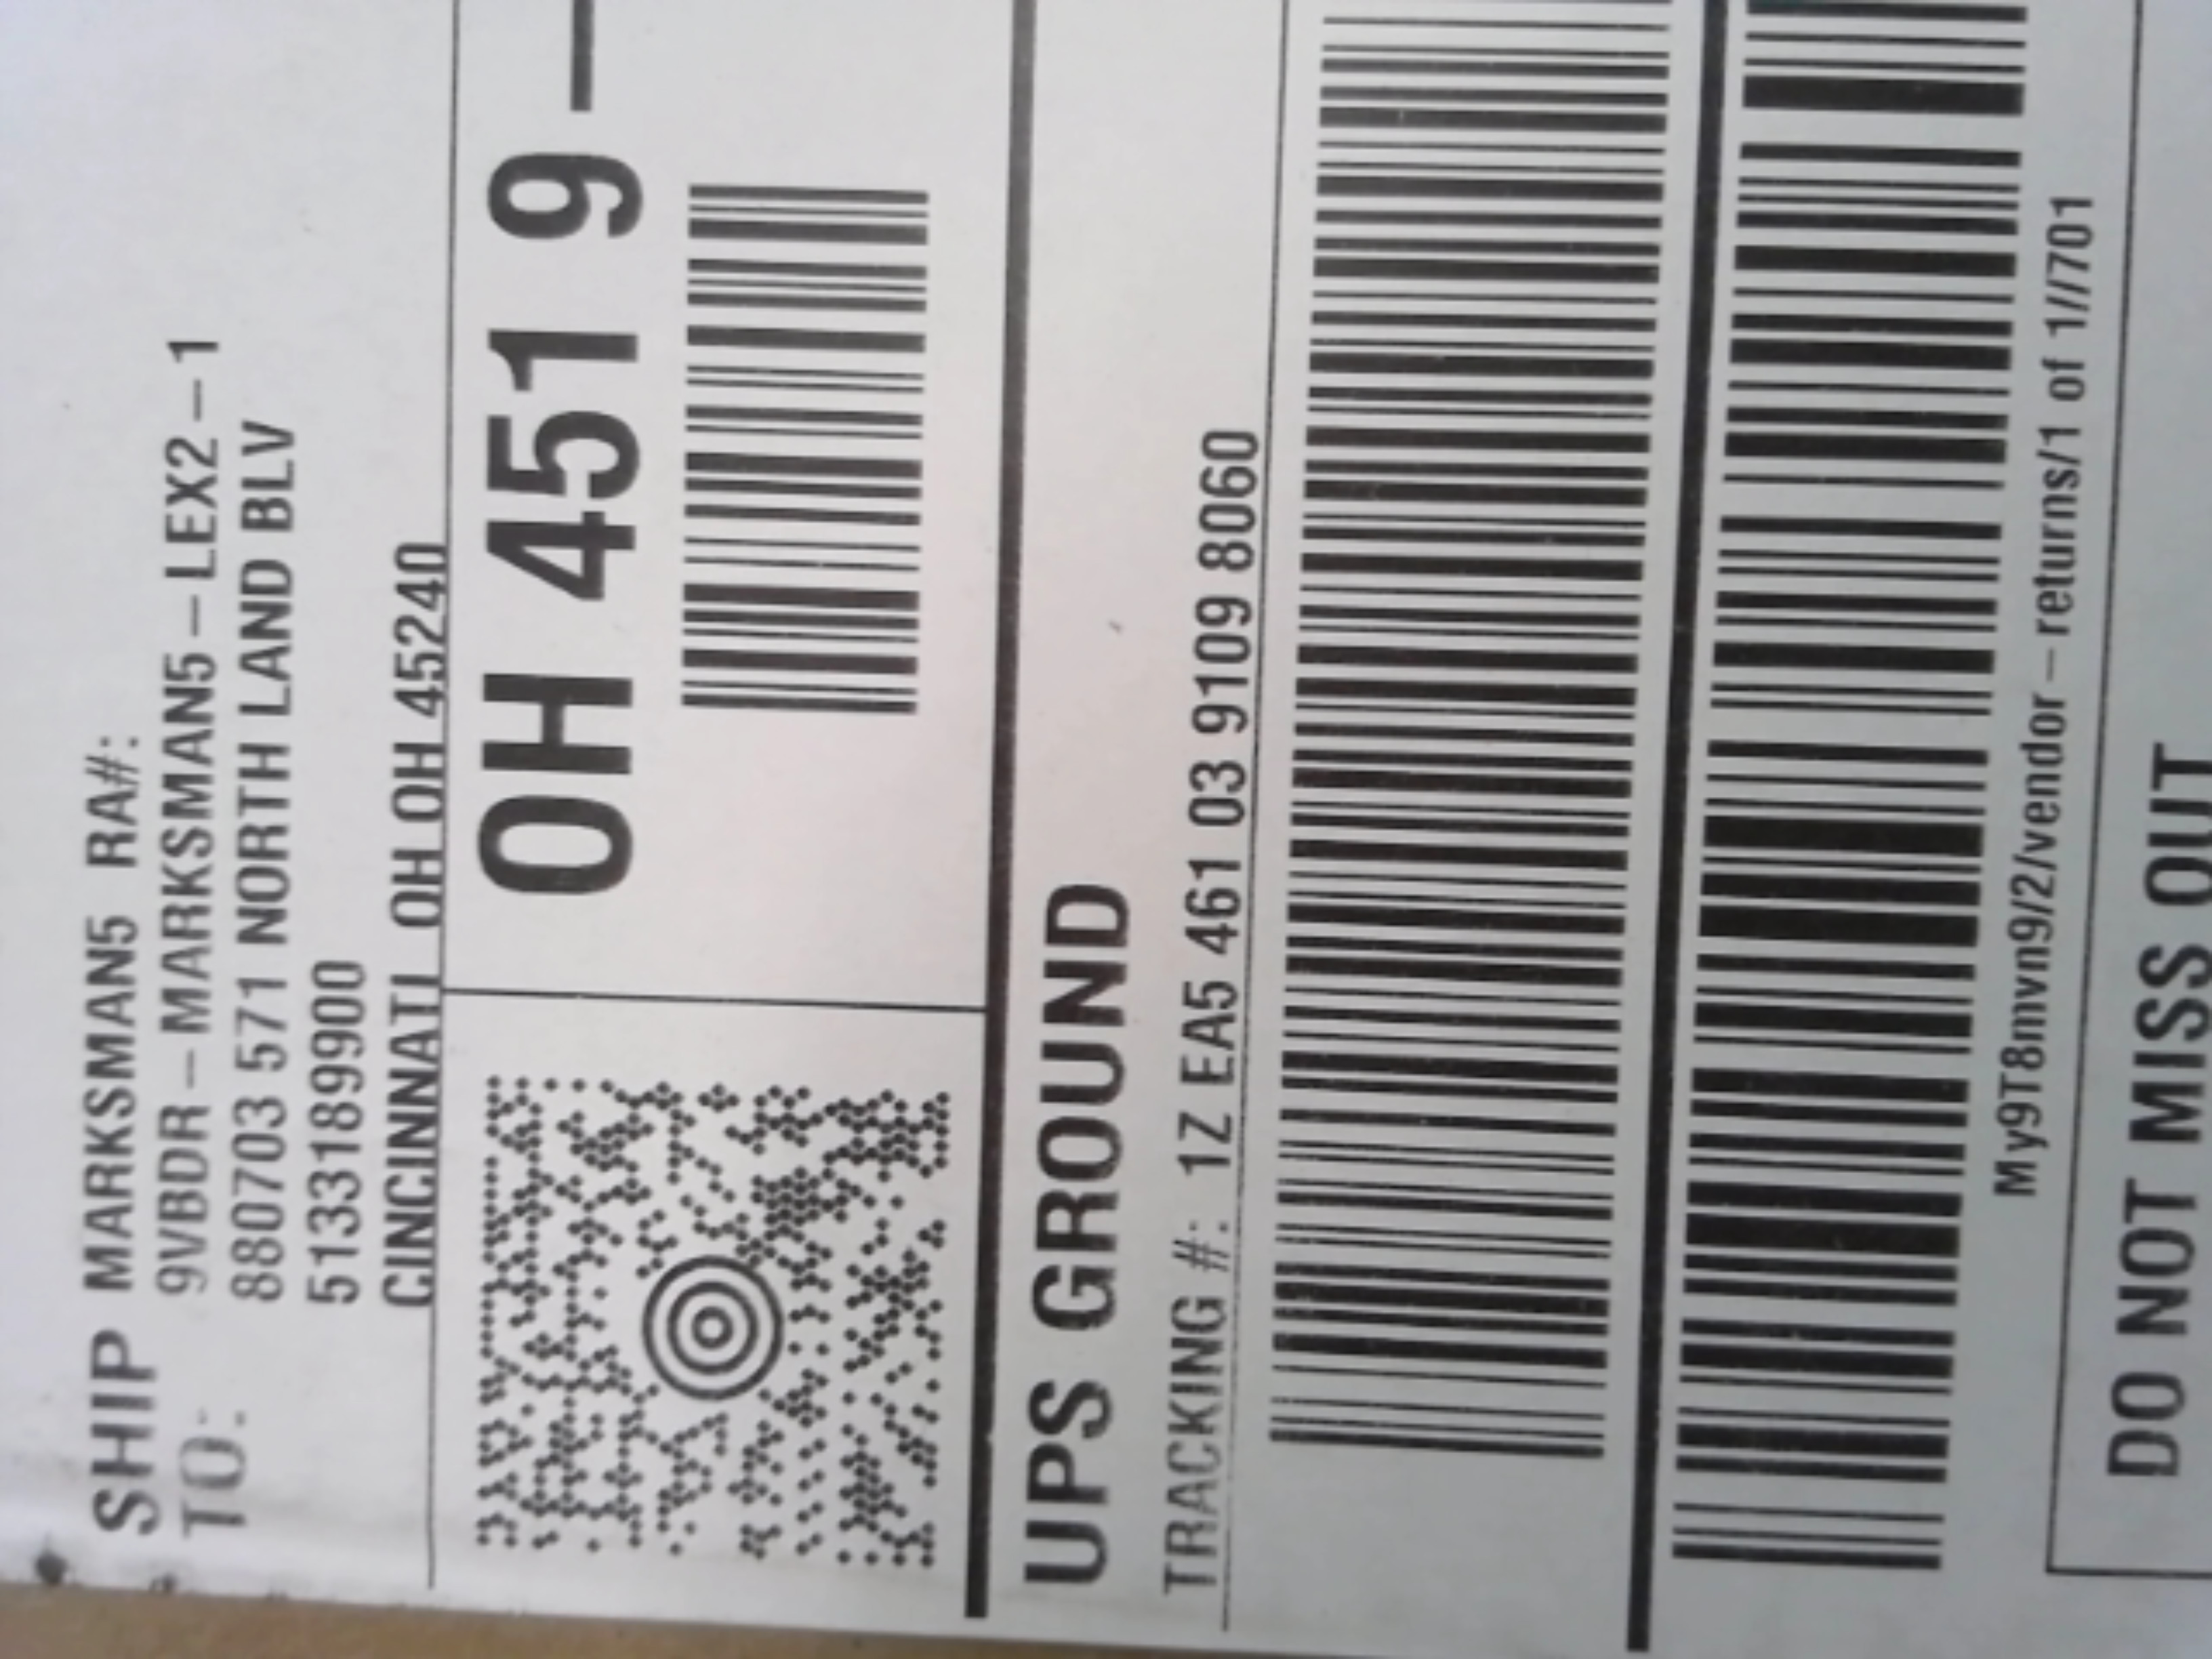 SHIP
TO:
MARKSMAN5 RA#:
9VBDR-MARKSMAN5-LEX2-1
880703 571 NORTH LAND BLV
5133189900
CINCINNATI OH OH 45240
OH 451 9-
UPS GROUND
TRACKING #: 1Z EA5 461 03 9109 8060
My9T8mvn9/2/vendor-returns/1 of 1//701
DO NOT MISS OUT